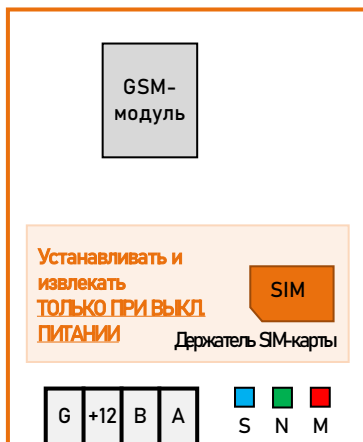 GSM-
модуль
Устанавливать и
извлекать
ТОЛЬКО ПРИ ВЫКЛ.
ПИТАНИИ
SIM
Держатель SIM-карты
G +12 B A
S N M